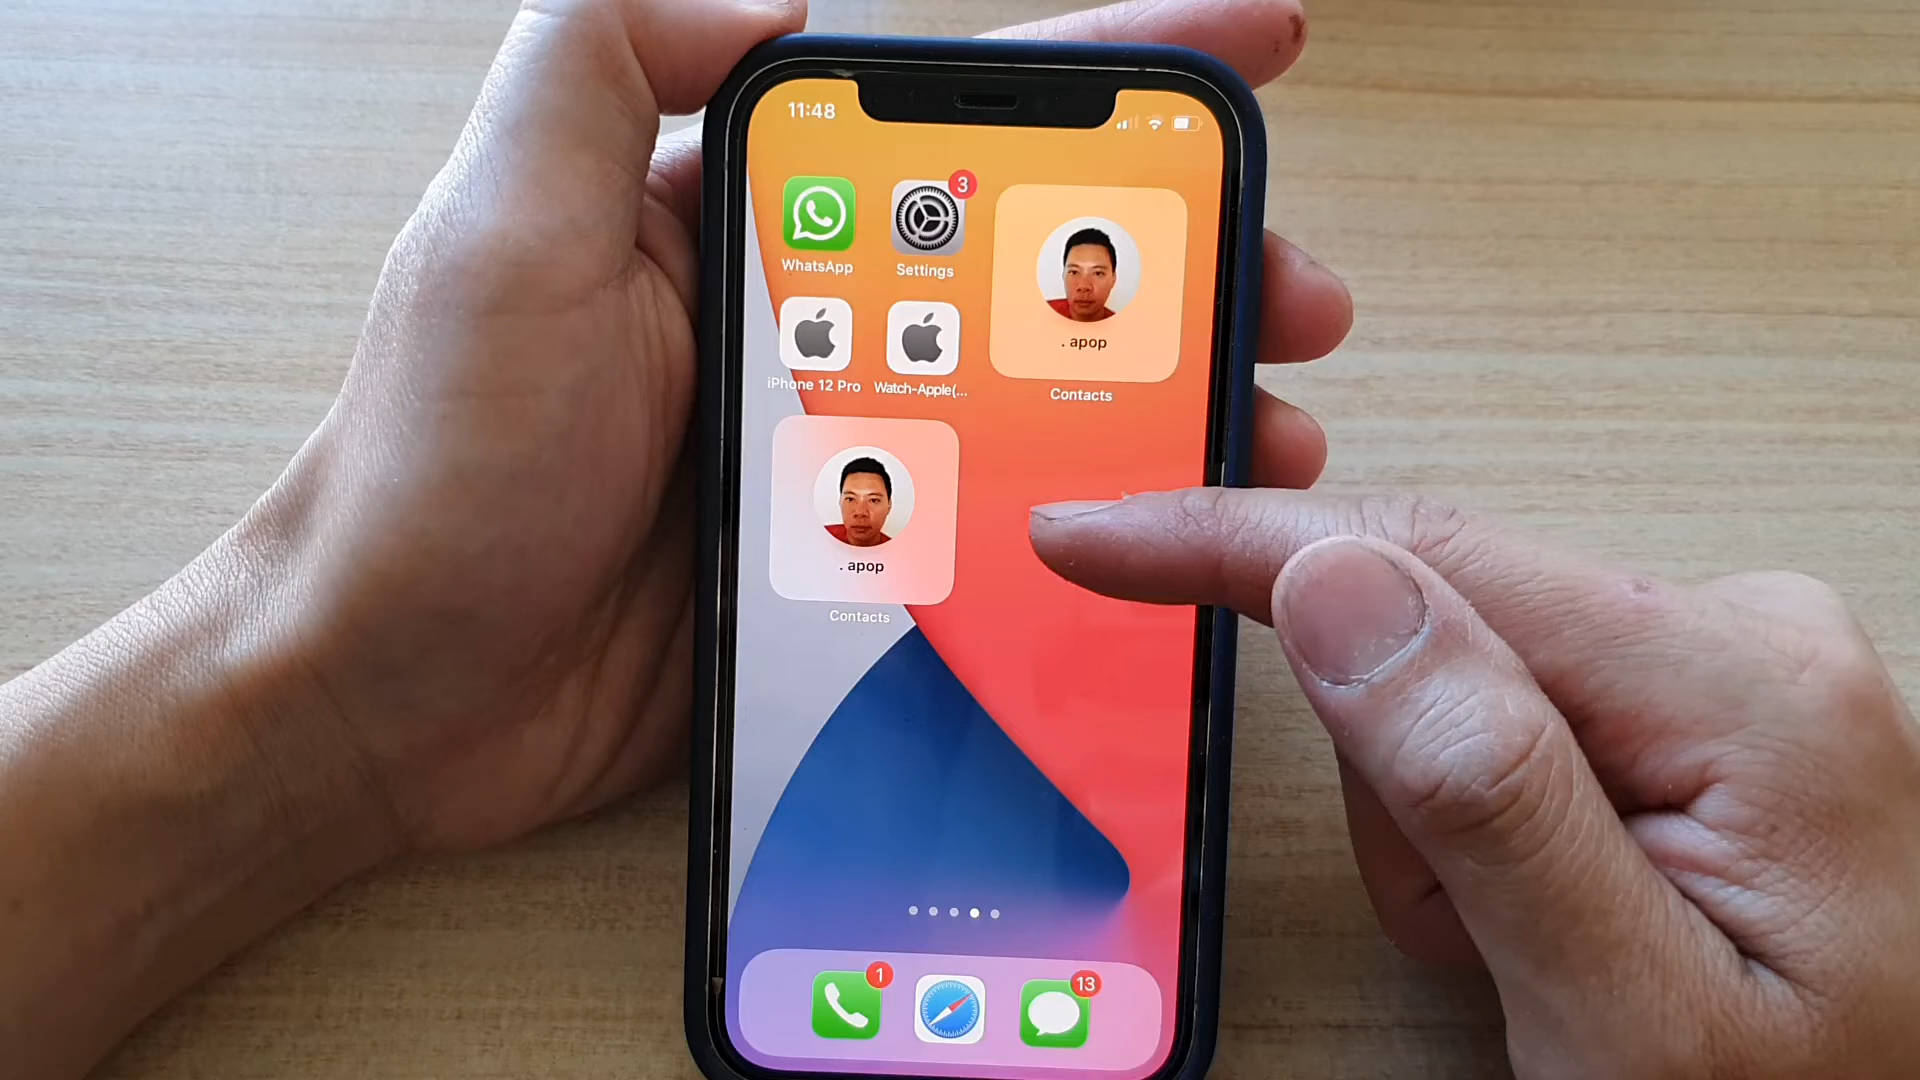 11:48
3
WhatsApp
Settings
. apop
iPhone 12 Pro
Watch-Apple(...
Contacts
. apop
Contacts
1
13